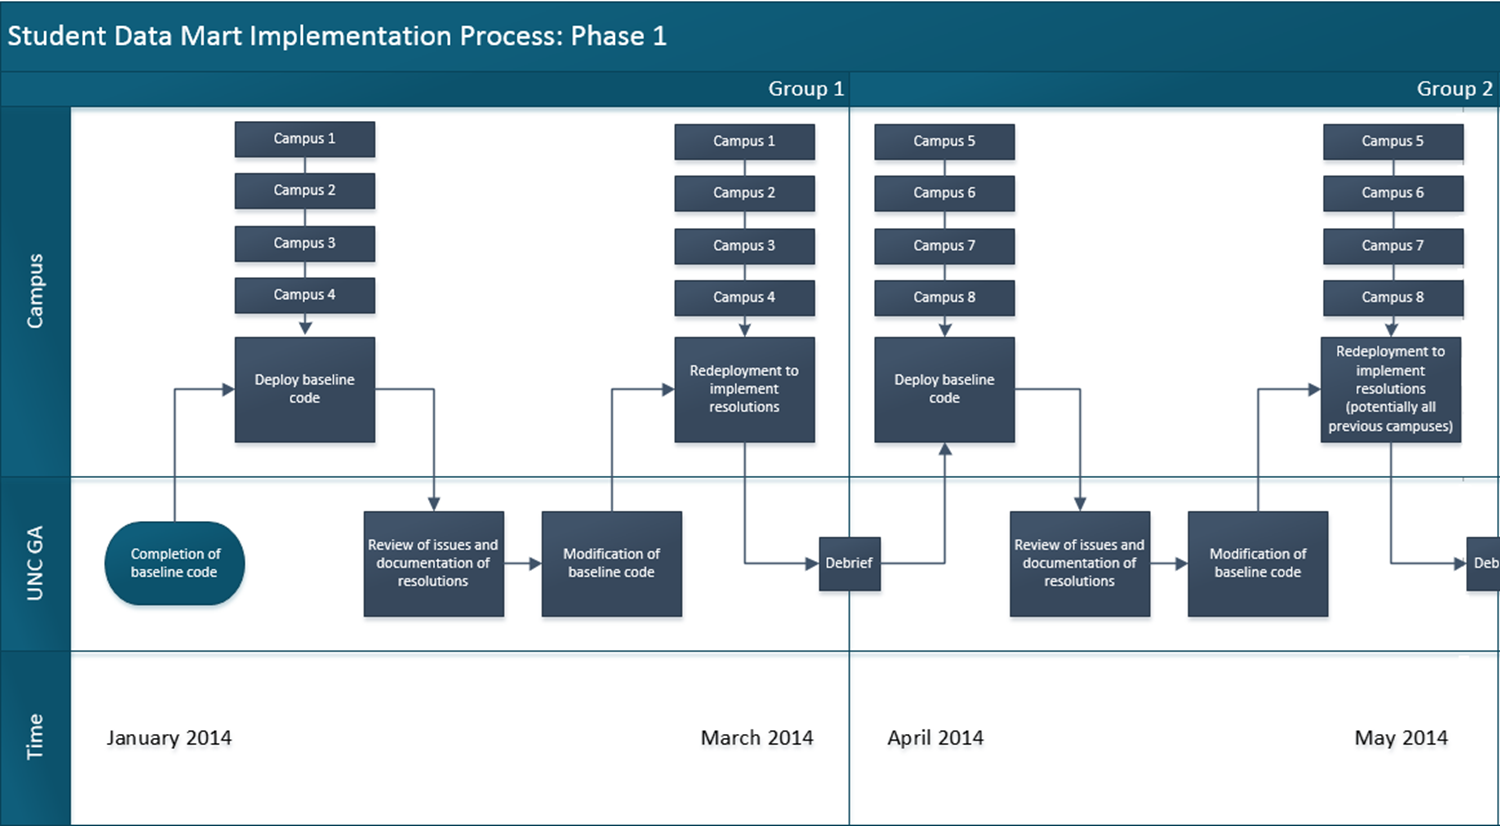 Student Data Mart Implementation Process: Phase 1
Group 1
Group 2
Campus
Campus 1
Campus 2
Campus 3
Campus 4
Deploy baseline
code
Campus 1
Campus 2
Campus 3
Campus 4
Redeployment to
implement
resolutions
Campus 5
Campus 6
Campus 7
Campus 8
Deploy baseline
code
Campus 5
Campus 6
Campus 7
Campus 8
Redeployment to
implement
resolutions
(potentially all
previous campuses)
UNC GA
Completion of
baseline code
Review of issues and
documentation of
resolutions
Modification of
baseline code
Debrief
Review of issues and
documentation of
resolutions
Modification of
baseline code
Deb
Time
January 2014
March 2014
April 2014
May 2014